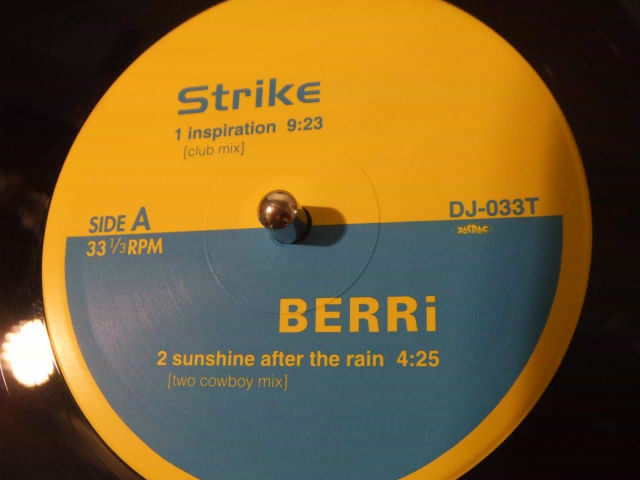 Strike
1 inspiration 9:23
[club mix]
SIDE A
DJ-033T
33 1/3 RPM
JASRAC
BERRi
2 sunshine after the rain 4:25
[two cowboy mix]